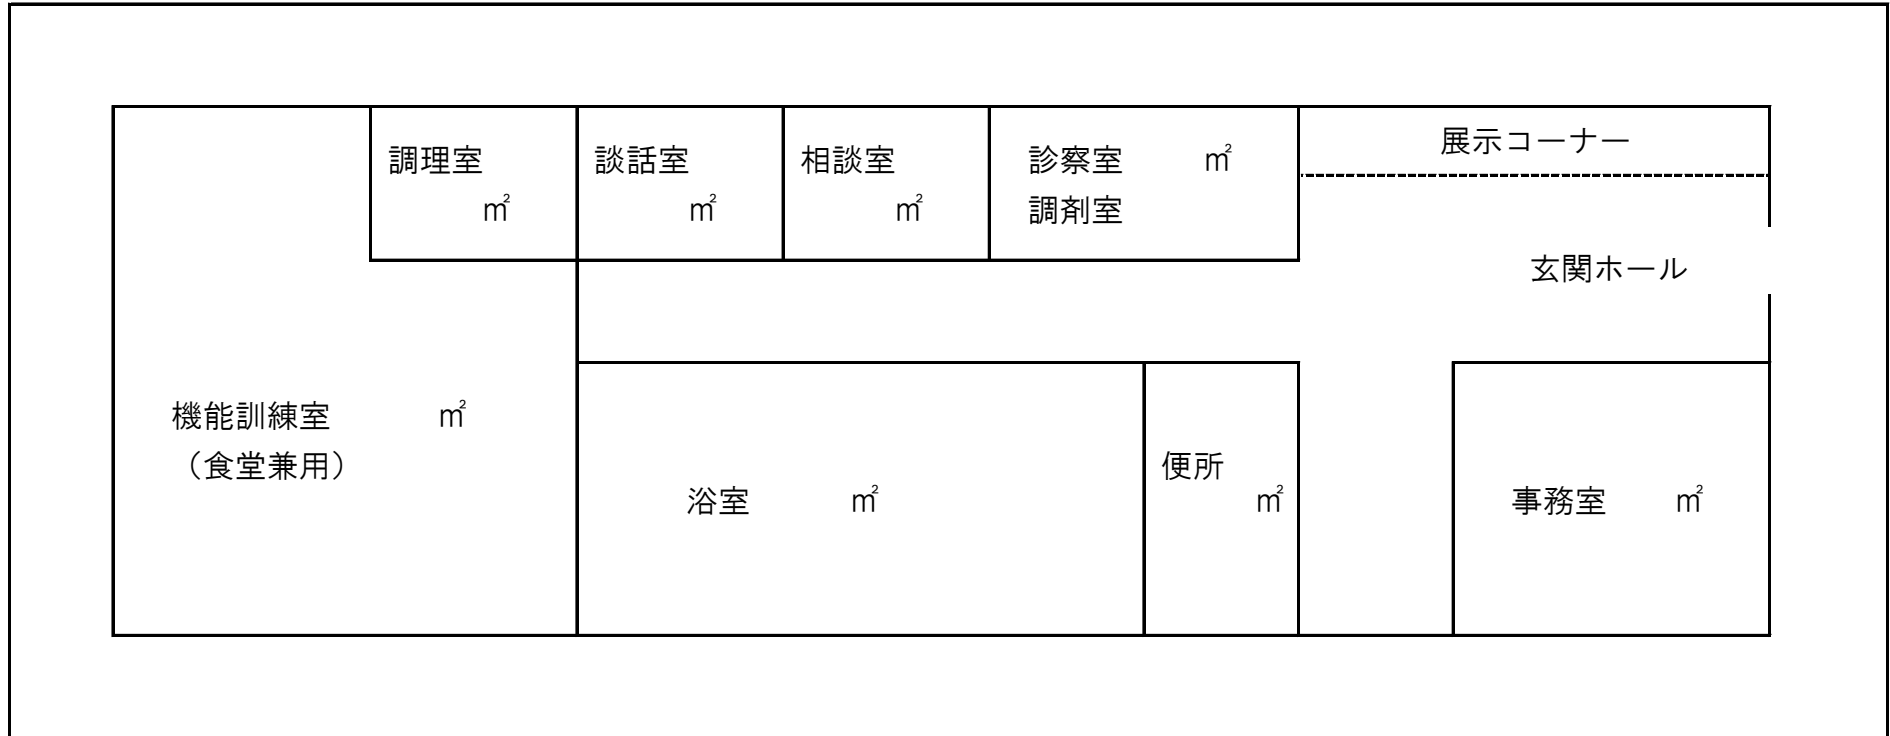 調理室
㎡
談話室
㎡
相談室
㎡
診察室 ㎡
調剤室
展示コーナー
玄関ホール
機能訓練室 ㎡
（食堂兼用）
浴室 ㎡
便所
㎡
事務室 ㎡